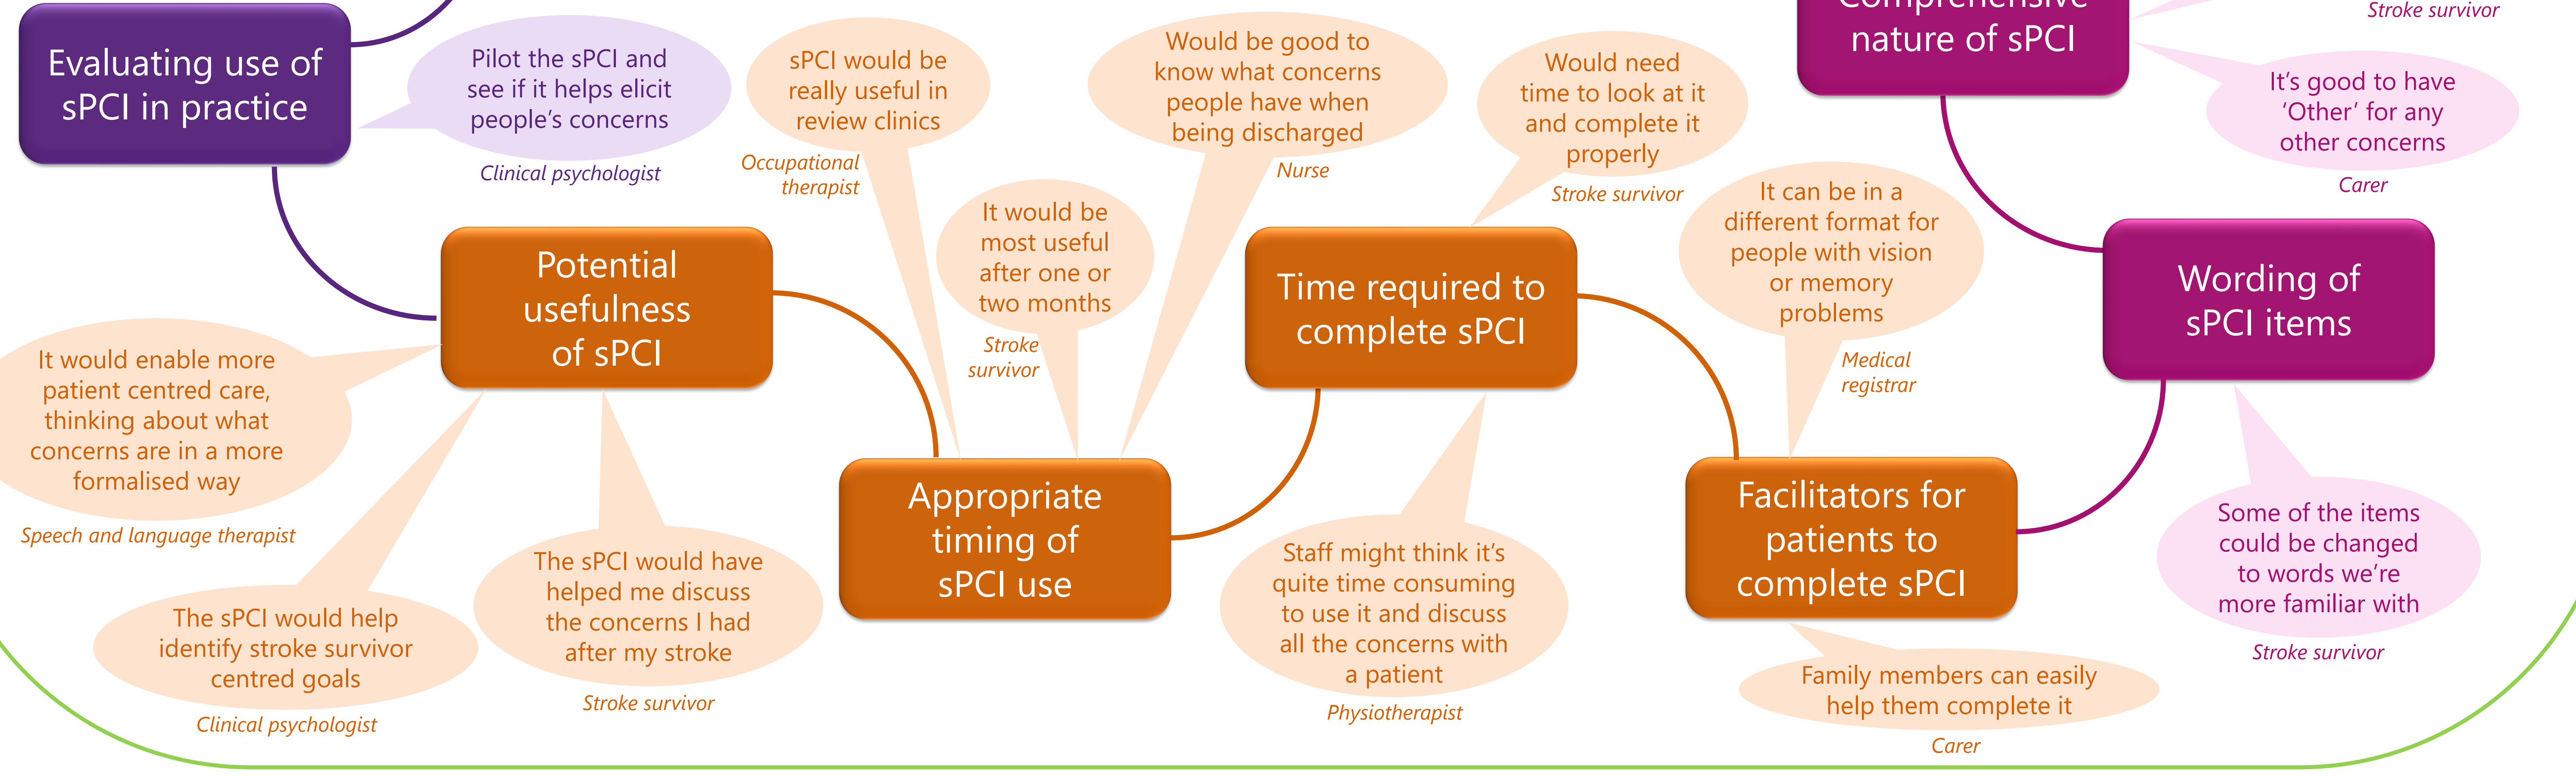 Evaluating use of
sPCI in practice
Pilot the sPCI and
see if it helps elicit
people's concerns
Clinical psychologist
sPCI would be
really useful in
review clinics
Occupational
therapist
Would be good to
know what concerns
people have when
being discharged
Nurse
Would need
time to look at it
and complete it
properly
Stroke survivor
Comprehensive
nature of sPCI
Stroke survivor
It's good to have
‘Other’ for any
other concerns
Carer
It would be
most useful
after one or
two months
Stroke
survivor
It can be in a
different format for
people with vision
or memory
problems
Medical
registrar
Potential
usefulness
of sPCI
Time required to
complete sPCI
Wording of
sPCI items
It would enable more
patient centred care,
thinking about what
concerns are in a more
formalised way
Speech and language therapist
Appropriate
timing of
sPCI use
Facilitators for
patients to
complete sPCI
The sPCI would help
identify stroke survivor
centred goals
Clinical psychologist
The sPCI would have
helped me discuss
the concerns I had
after my stroke
Stroke survivor
Staff might think it's
quite time consuming
to use it and discuss
all the concerns with
a patient
Physiotherapist
Family members can easily
help them complete it
Carer
Some of the items
could be changed
to words we're
more familiar with
Stroke survivor